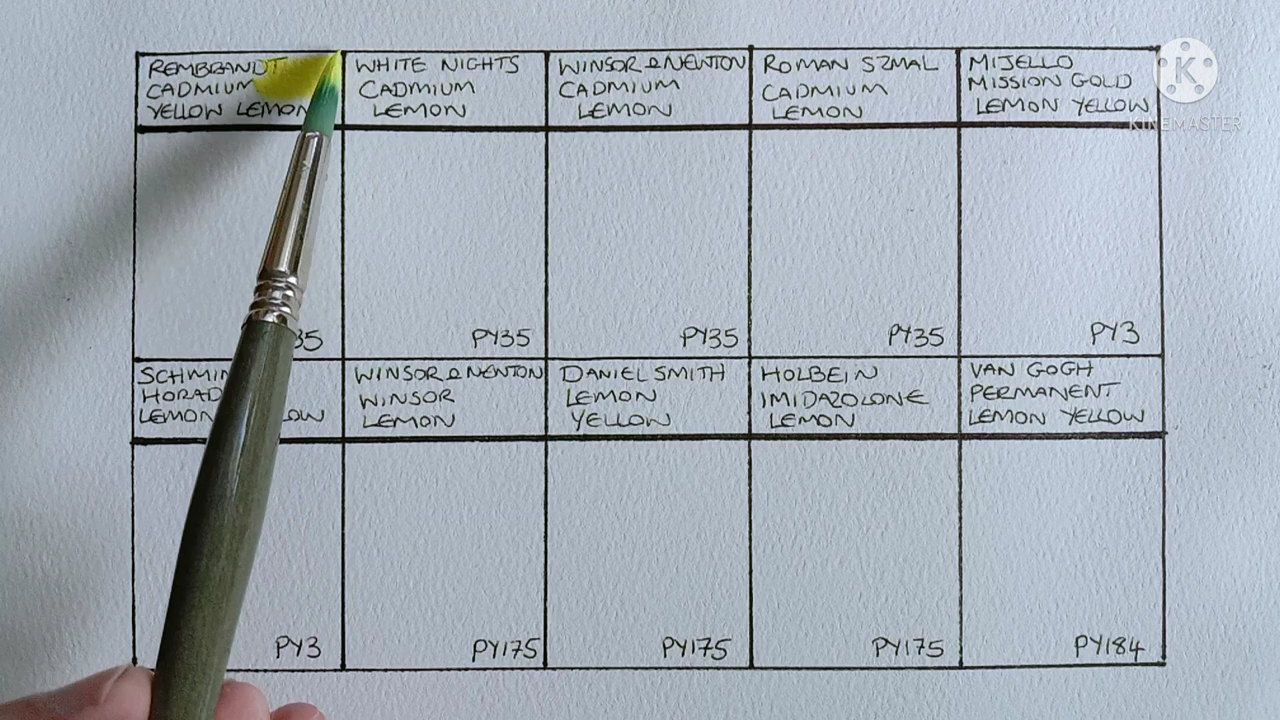 REMBRANDT
CADMIUM
YELLOW LEMON
WHITE NIGHTS
CADMIUM
LEMON
WINSOR & NEWTON
CADMIUM
LEMON
ROMAN SZMAL
CADMIUM
LEMON
MIJELLO
MISSION GOLD
LEMON YELLOW
K
KINEMASTER
35
PY35
PY35
PY35
PY3
SCHMIN
HORAD
LEMON
WINSOR & NEWTON
WINSOR
LEMON
DANIEL SMITH
LEMON
YELLOW
HOLBEIN
IMIDAZOLONE
LEMON
VAN GOGH
PERMANENT
LEMON YELLOW
PY3
PY175
PY175
PY175
PY184